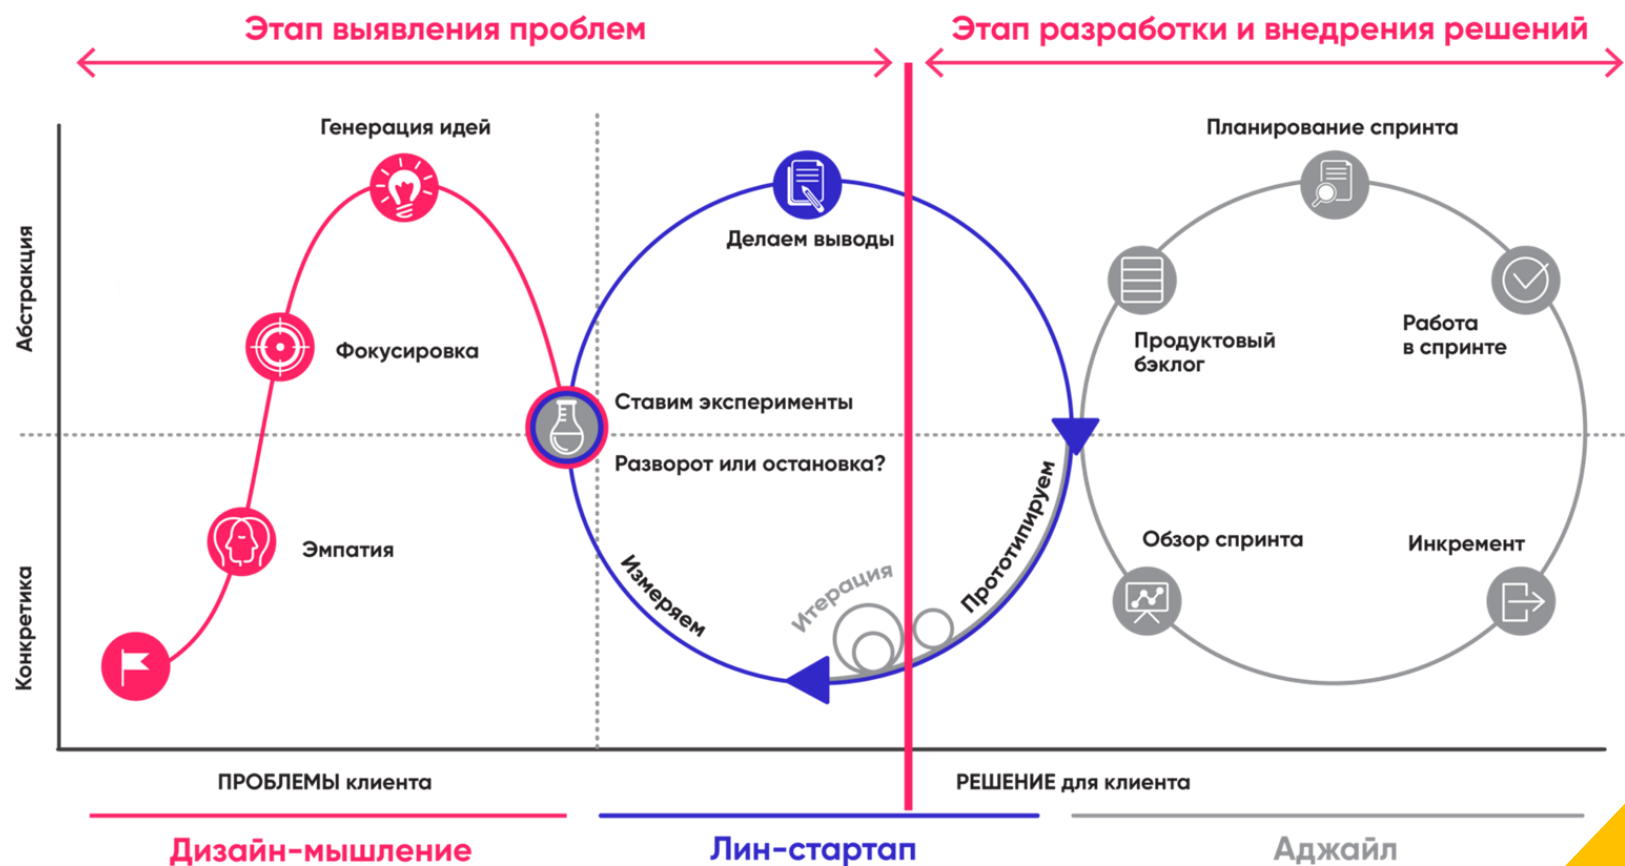 Этап выявления проблем
Этап разработки и внедрения решений
Генерация идей
Планирование спринта
Делаем выводы
Абстракция
Фокусировка
Продуктовый
бэклог
Работа
в спринте
Ставим эксперименты
Разворот или остановка?
Эмпатия
Конкретика
Измеряем
Итерация
Прототипируем
Обзор спринта
Инкремент
ПРОБЛЕМЫ клиента
РЕШЕНИЕ для клиента
Дизайн-мышление
Лин-стартап
Аджайл